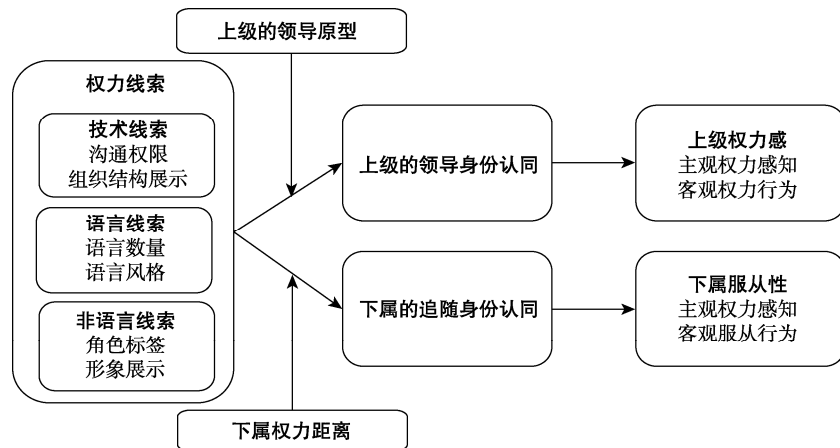 上级的领导原型
权力线索
技术线索
沟通权限
组织结构展示
语言线索
语言数量
语言风格
非语言线索
角色标签
形象展示
上级的领导身份认同
上级权力感
主观权力感知
客观权力行为
下属的追随身份认同
下属服从性
主观权力感知
客观服从行为
下属权力距离